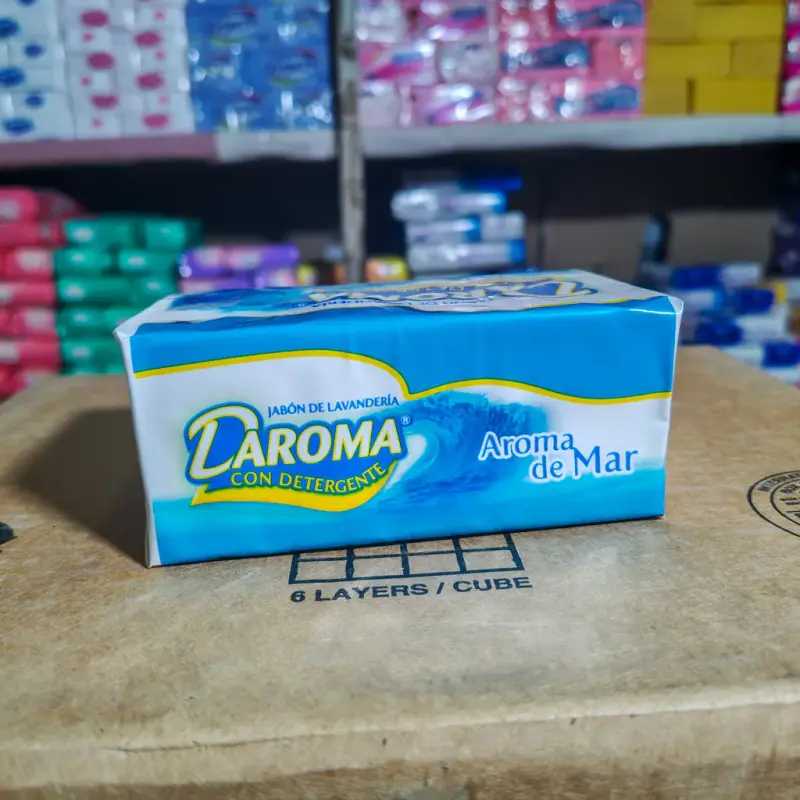 JABÓN DE LAVANDERÍA
DAROMA®
CON DETERGENTE
Aroma
de Mar
6 LAYERS / CUBE